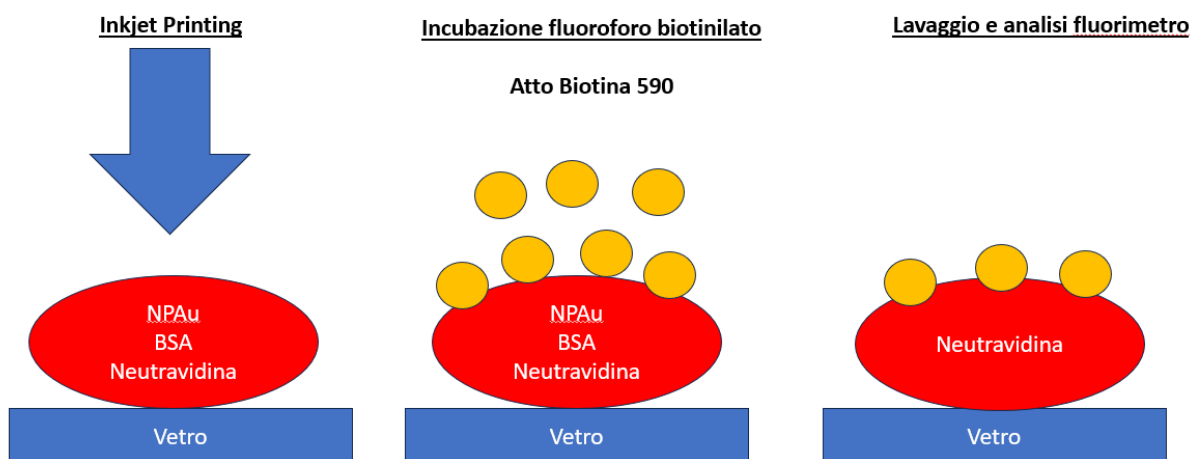 Inkjet Printing
NPAu
BSA
Neutravidina
Vetro
Incubazione fluoroforo biotinilato
Atto Biotina 590
NPAu
BSA
Neutravidina
Vetro
Lavaggio e analisi fluorimetro
Neutravidina
Vetro